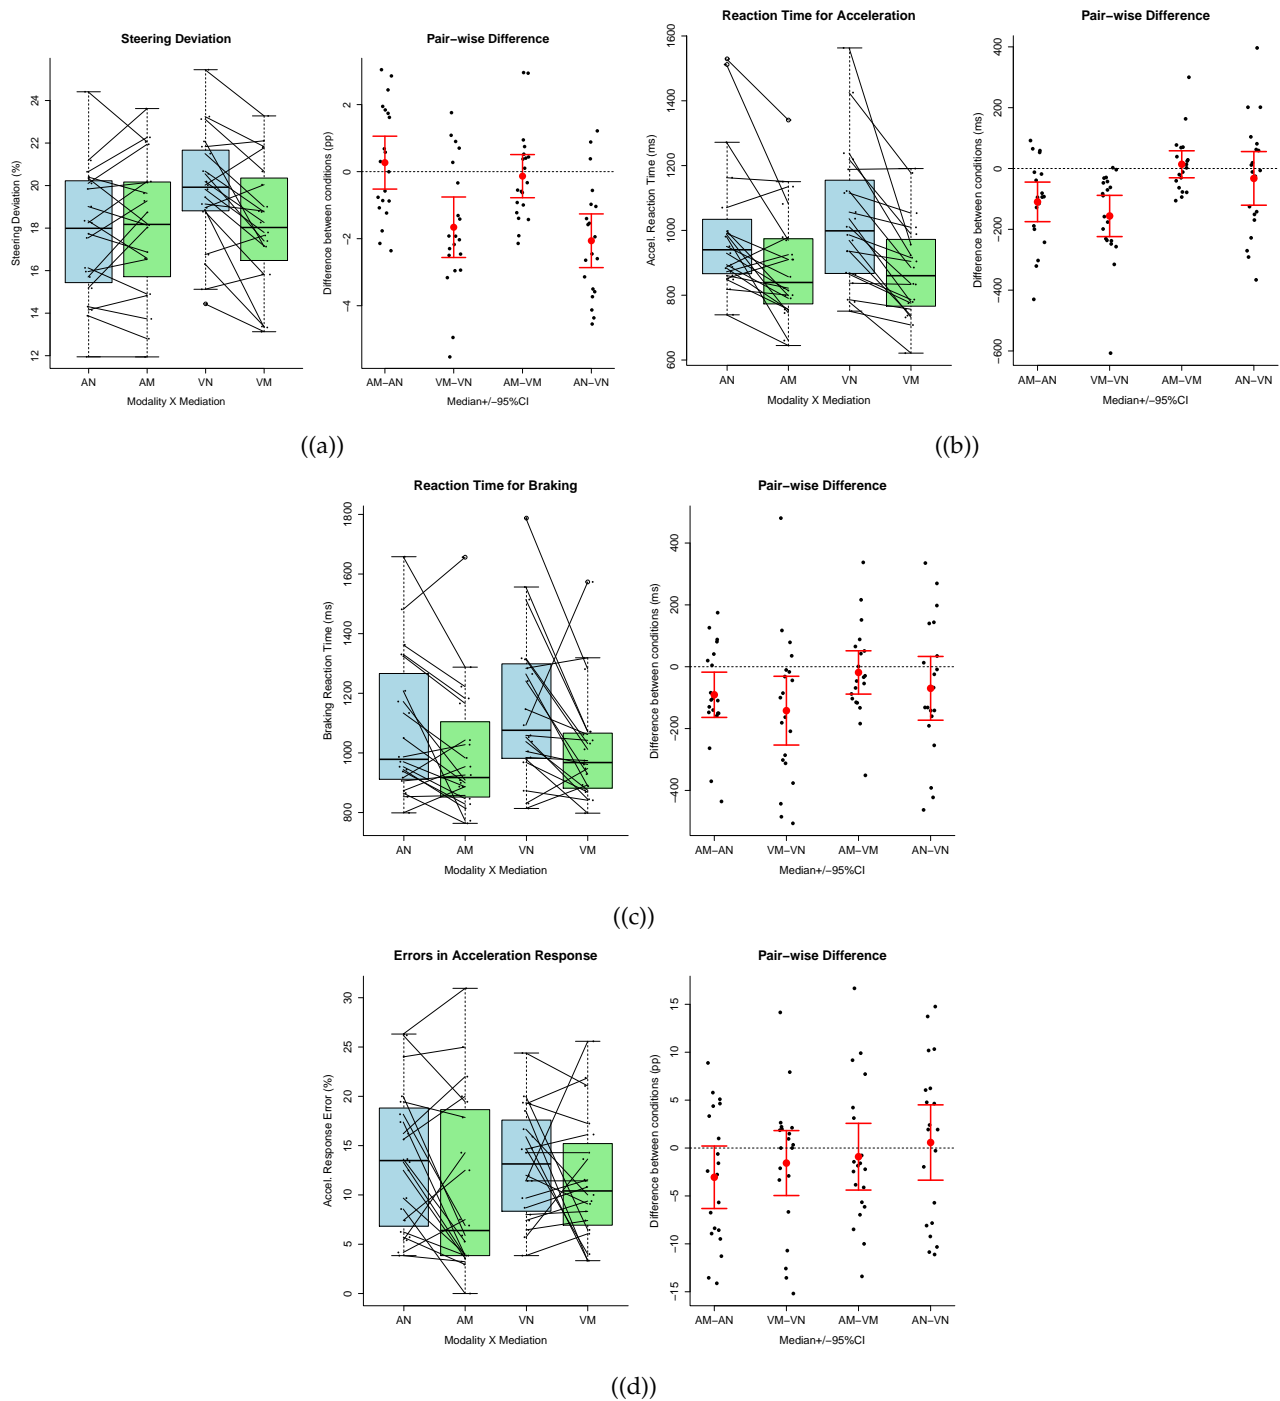 Steering Deviation
Steering Deviation (%)
12
14
16
18
20
22
24
AN AM VN VM
Modality X Mediation
Pair−wise Difference
Difference between conditions (pp)
−4
−2
0
2
AM−AN VM−VN AM−VM AN−VN
Median+/−95%CI
((a))
Reaction Time for Acceleration
Accel. Reaction Time (ms)
600
800
1000
1200
1400
1600
AN AM VN VM
Modality X Mediation
Pair−wise Difference
Difference between conditions (ms)
−600
−400
−200
0
200
400
AM−AN VM−VN AM−VM AN−VN
Median+/−95%CI
((b))
Reaction Time for Braking
Braking Reaction Time (ms)
800
1000
1200
1400
1600
1800
AN AM VN VM
Modality X Mediation
Pair−wise Difference
Difference between conditions (ms)
−400
−200
0
200
400
AM−AN VM−VN AM−VM AN−VN
Median+/−95%CI
((c))
Errors in Acceleration Response
Accel. Response Error (%)
0
5
10
15
20
25
30
AN AM VN VM
Modality X Mediation
Pair−wise Difference
Difference between conditions (pp)
−15
−10
−5
0
5
10
15
AM−AN VM−VN AM−VM AN−VN
Median+/−95%CI
((d))